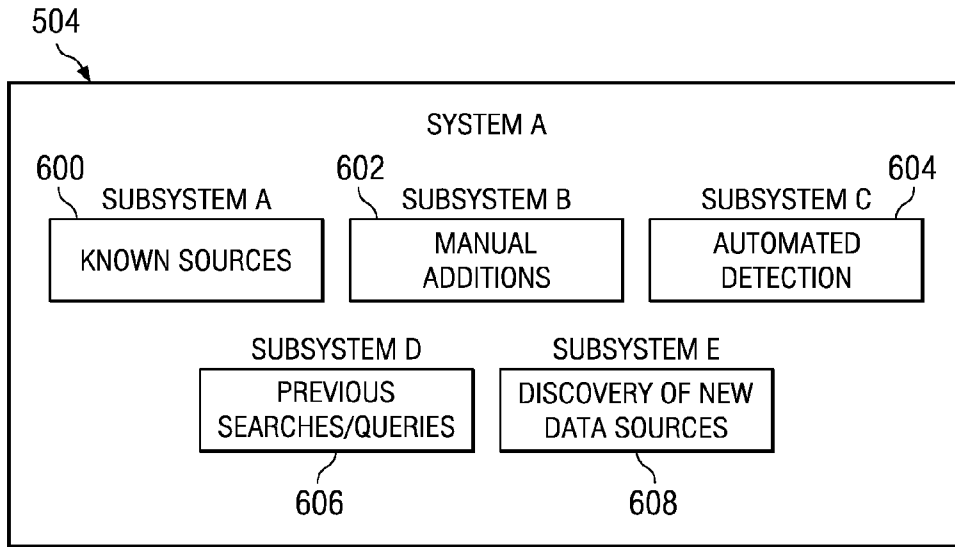 504
SYSTEM A
600
602
604
SUBSYSTEM A
SUBSYSTEM B
SUBSYSTEM C
KNOWN SOURCES
MANUAL
ADDITIONS
AUTOMATED
DETECTION
SUBSYSTEM D
SUBSYSTEM E
PREVIOUS
SEARCHES/QUERIES
DISCOVERY OF NEW
DATA SOURCES
606
608